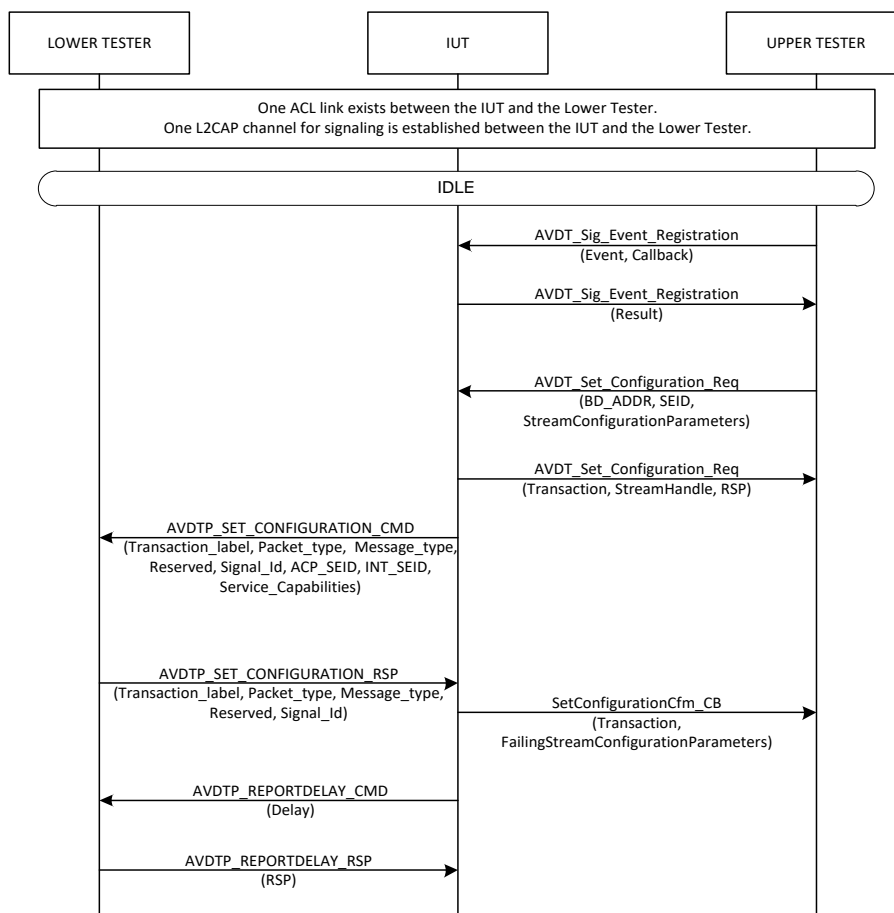 LOWER TESTER
IUT
UPPER TESTER
One ACL link exists between the IUT and the Lower Tester.
One L2CAP channel for signaling is established between the IUT and the Lower Tester.
IDLE
AVDT_Sig_Event_Registration
(Event, Callback)
AVDT_Sig_Event_Registration
(Result)
AVDT_Set_Configuration_Req
(BD_ADDR, SEID,
StreamConfigurationParameters)
AVDT_Set_Configuration_Req
(Transaction, StreamHandle, RSP)
AVDTP_SET_CONFIGURATION_CMD
(Transaction_label, Packet_type, Message_type,
Reserved, Signal_Id, ACP_SEID, INT_SEID,
Service_Capabilities)
AVDTP_SET_CONFIGURATION_RSP
(Transaction_label, Packet_type, Message_type,
Reserved, Signal_Id)
SetConfigurationCfm_CB
(Transaction,
FailingStreamConfigurationParameters)
AVDTP_REPORTDELAY_CMD
(Delay)
AVDTP_REPORTDELAY_RSP
(RSP)